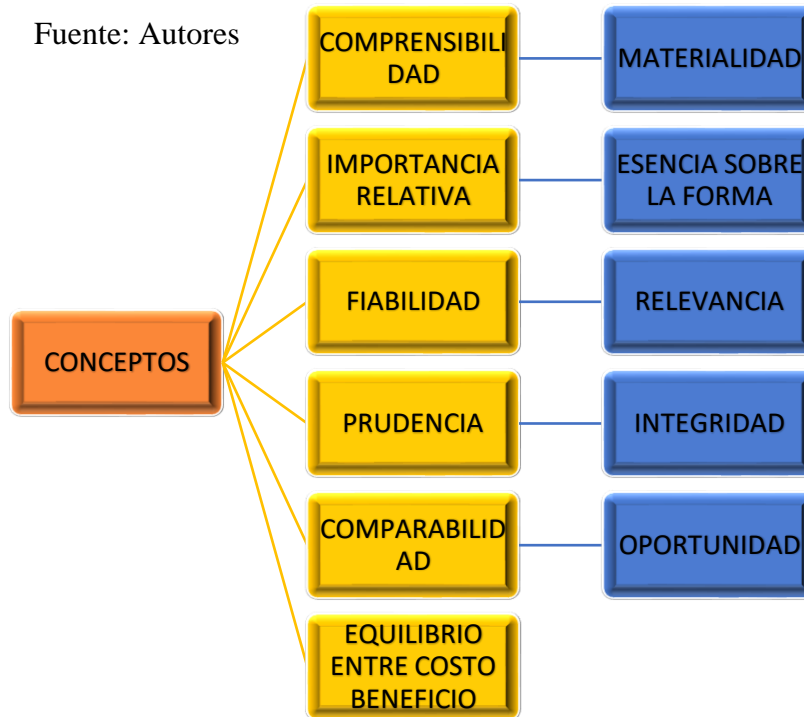 Fuente: Autores
COMPRENSIBILI
DAD
MATERIALIDAD
IMPORTANCIA
RELATIVA
ESENCIA SOBRE
LA FORMA
FIABILIDAD
RELEVANCIA
CONCEPTOS
PRUDENCIA
INTEGRIDAD
COMPARABILID
AD
OPORTUNIDAD
EQUILIBRIO
ENTRE COSTO
BENEFICIO